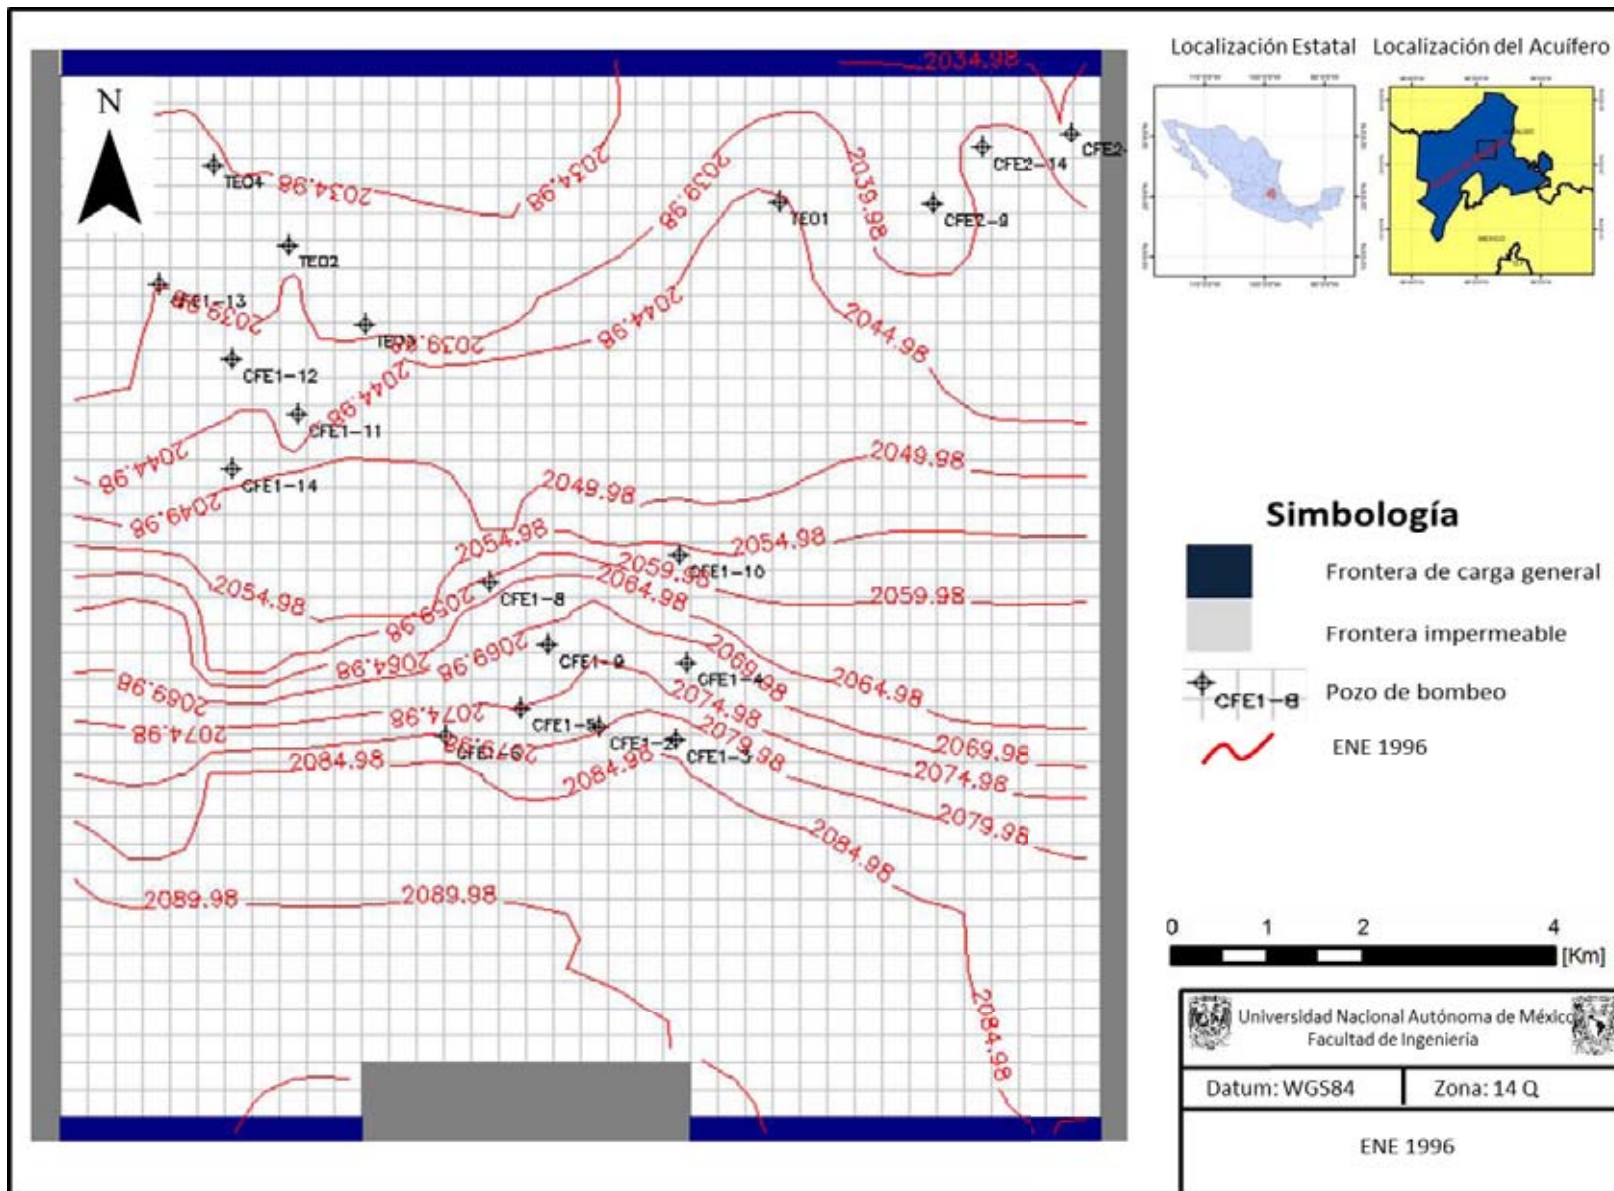 Localización Estatal
Localización del Acuífero
N
2034.98
2034.98
2034.98
2039.98
2039.98
2039.98
2039.98
2044.98
2044.98
2044.98
2044.98
2049.98
2049.98
2049.98
2054.98
2054.98
2054.98
2059.98
2059.98
2059.98
2064.98
2064.98
2064.98
2069.98
2069.98
2069.98
2069.98
2074.98
2074.98
2074.98
2074.98
2079.98
2079.98
2084.98
2084.98
2084.98
2084.98
2089.98
2089.98
TEO4
TEO2
TEO1
CFE2-14
CFE2-
CFE2-9
CFE1-12
CFE1-11
CFE1-14
CFE1-10
CFE1-8
CFE1-9
CFE1-4
CFE1-5
CFE1-2
CFE1-3
Simbología
Frontera de carga general
Frontera impermeable
CFE1-8
Pozo de bombeo
ENE 1996
0 1 2 4
[Km]
Universidad Nacional Autónoma de México
Facultad de Ingeniería
Datum: WGS84
Zona: 14 Q
ENE 1996